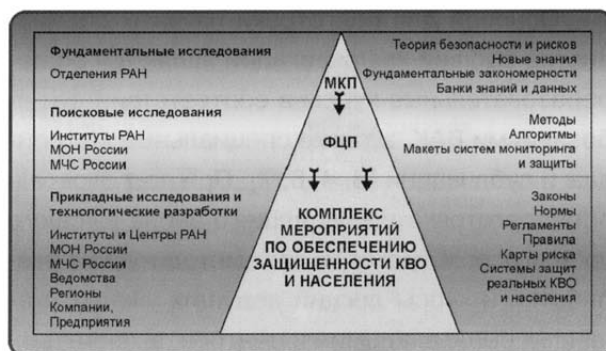 Фундаментальные исследования
Отделения РАН
МКП
Теория безопасности и рисков
Новые знания
Фундаментальные закономерности
Банки знаний и данных
Поисковые исследования
Институты РАН
МОН России
МЧС России
ФЦП
Методы
Алгоритмы
Макеты систем мониторинга
и защиты
Прикладные исследования и
технологические разработки
Институты и Центры РАН
МОН России
МЧС России
Ведомства
Регионы
Компании,
Предприятия
КОМПЛЕКС
МЕРОПРИЯТИЙ
ПО ОБЕСПЕЧЕНИЮ
ЗАЩИЩЕННОСТИ КВО
И НАСЕЛЕНИЯ
Законы
Нормы
Регламенты
Правила
Карты риска
Системы защит
реальных КВО
и населения